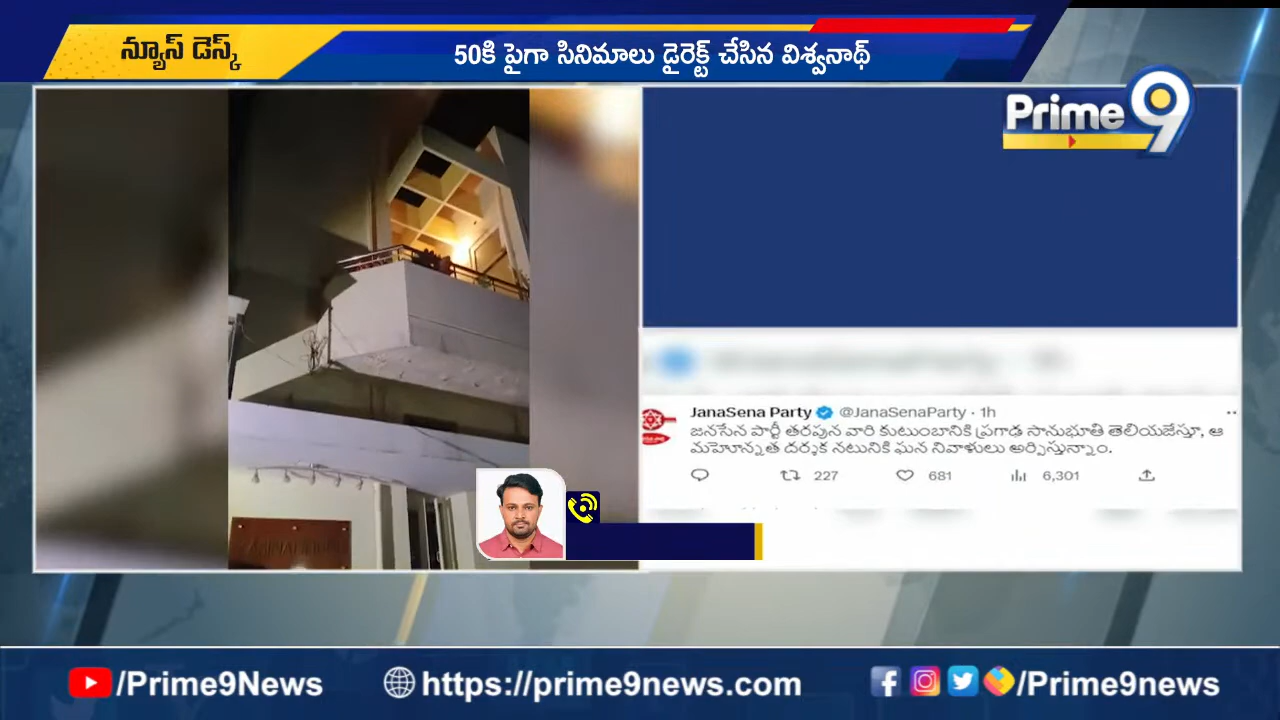 న్యూస్ డెస్క్
50కి పైగా సినిమాలు డైరెక్ట్ చేసిన విశ్వనాథ్
Prime9
JanaSena Party @JanaSenaParty · 1h
జనసేన పార్టీ తరపున వారి కుటుంబానికి ప్రగాఢ సానుభూతి తెలియజేస్తూ, ఆ
మహోన్నత దర్శక నటునికి ఘన నివాళులు అర్పిస్తున్నాం.
227 681 6,301
/Prime9News https://prime9news.com /Prime9news